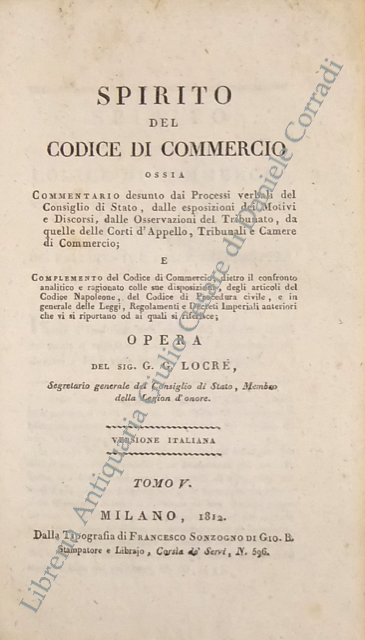 SPIRITO
DEL
CODICE DI COMMERCIO
OSSIA
COMMENTARIO desunto dai Processi verbali del
Consiglio di Stato, dalle esposizioni dei Motivi
e Discorsi, dalle Osservazioni del Tribunato, da
quelle delle Corti d'Appello, Tribunali e Camere
di Commercio;
E
COMPLEMENTO del Codice di Commercio, dietro il confronto
analitico e ragionato colle sue disposizioni, degli articoli del
Codice Napoleone, del Codice di Procedura civile, e in
generale delle Leggi, Regolamenti e Decreti Imperiali anteriori
che vi si riportano od ai quali si riferisce;
OPERA
DEL SIG. G. G. LOCRÉ,
Segretario generale del Consiglio di Stato, Membro
della Legion d'onore.
VERSIONE ITALIANA
TOMO V.
MILANO, 1812.
Dalla Tipografia di FRANCESCO SONZOGNO DI GIO. B.
Stampatore e Librajo, Corsia de' Servi, N. 596.
Libreria Antiquaria Giulio Cesare di Daniele Corradi